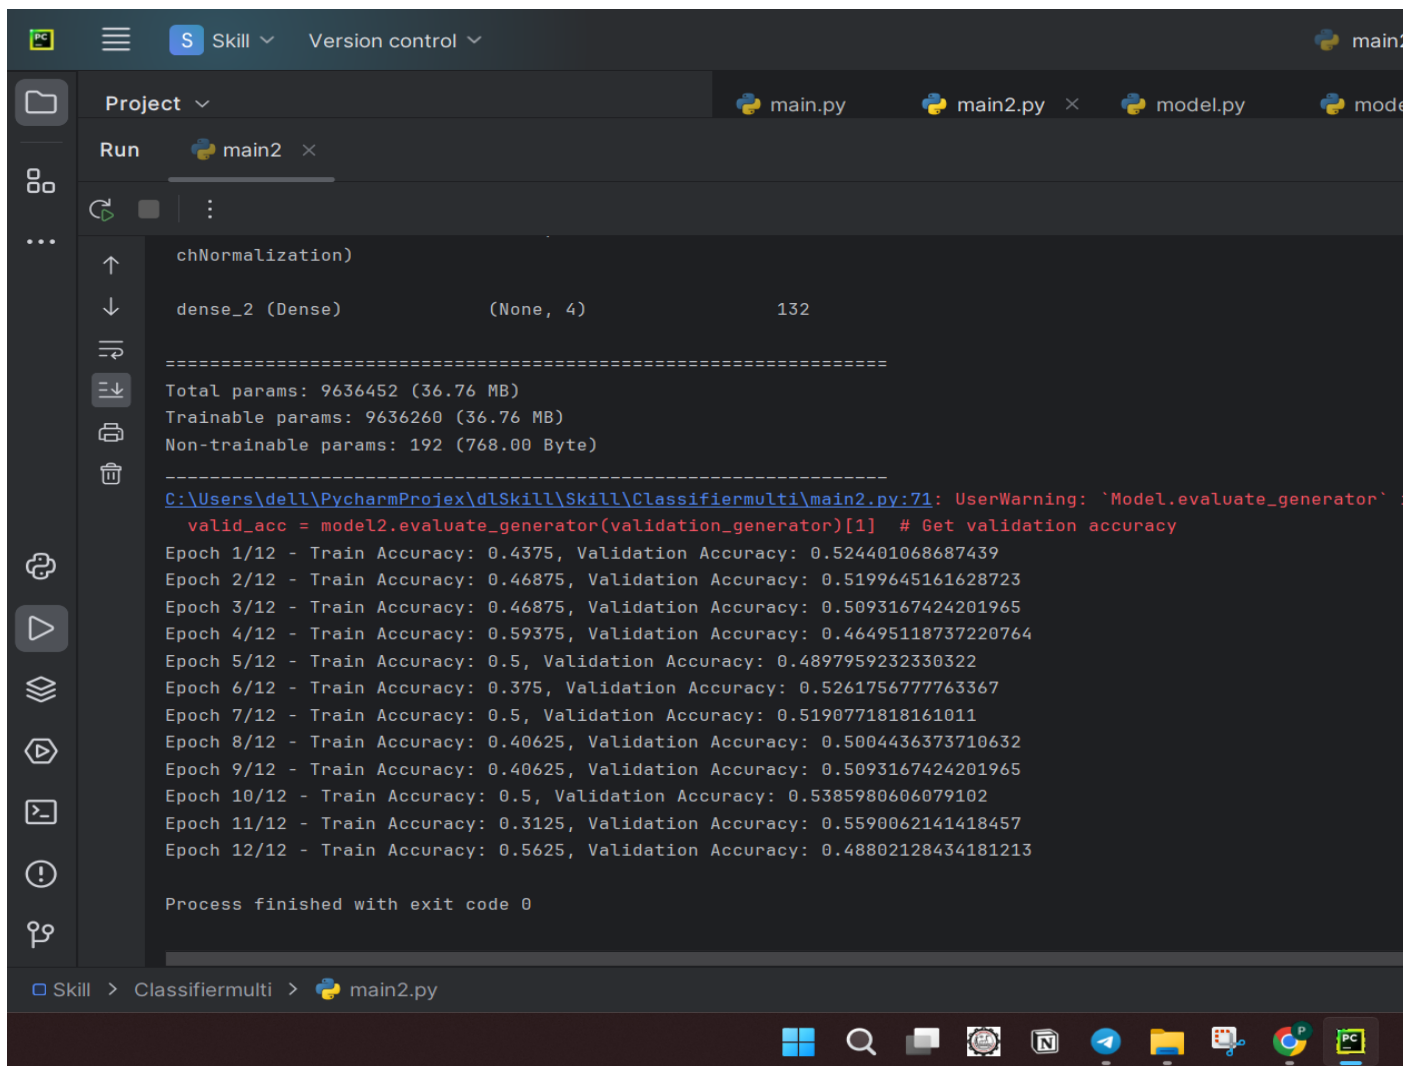 PC
S Skill Version control
main2
Project
main.py main2.py model.py mode
Run main2
chNormalization)
dense_2 (Dense) (None, 4) 132
=================================================================
Total params: 9636452 (36.76 MB)
Trainable params: 9636260 (36.76 MB)
Non-trainable params: 192 (768.00 Byte)
_________________________________________________________________
C:\Users\dell\PycharmProjex\dlSkill\Skill\Classifiermulti\main2.py:71: UserWarning: `Model.evaluate_generator`
valid_acc = model2.evaluate_generator(validation_generator)[1]  # Get validation accuracy
Epoch 1/12 - Train Accuracy: 0.4375, Validation Accuracy: 0.524401068687439
Epoch 2/12 - Train Accuracy: 0.46875, Validation Accuracy: 0.5199645161628723
Epoch 3/12 - Train Accuracy: 0.46875, Validation Accuracy: 0.5093167424201965
Epoch 4/12 - Train Accuracy: 0.59375, Validation Accuracy: 0.46495118737220764
Epoch 5/12 - Train Accuracy: 0.5, Validation Accuracy: 0.4897959232330322
Epoch 6/12 - Train Accuracy: 0.375, Validation Accuracy: 0.5261756777763367
Epoch 7/12 - Train Accuracy: 0.5, Validation Accuracy: 0.5190771818161011
Epoch 8/12 - Train Accuracy: 0.40625, Validation Accuracy: 0.5004436373710632
Epoch 9/12 - Train Accuracy: 0.40625, Validation Accuracy: 0.5093167424201965
Epoch 10/12 - Train Accuracy: 0.5, Validation Accuracy: 0.5385980606079102
Epoch 11/12 - Train Accuracy: 0.3125, Validation Accuracy: 0.5590062141418457
Epoch 12/12 - Train Accuracy: 0.5625, Validation Accuracy: 0.48802128434181213
Process finished with exit code 0
Skill > Classifiermulti > main2.py
N P PC